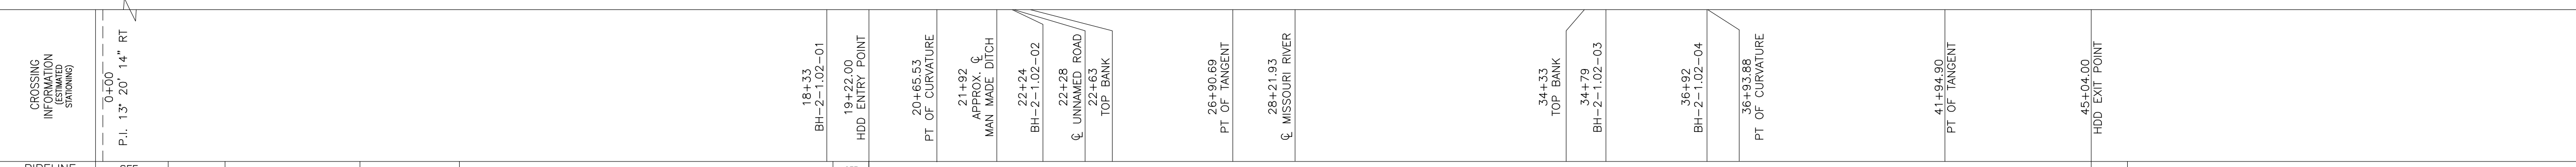 CROSSING
INFORMATION
(ESTIMATED
STATIONING)
0+00
P.I. 13° 20' 14" RT
18+33
BH-2-1.02-01
19+22.00
HDD ENTRY POINT
20+65.53
PT OF CURVATURE
21+92
APPROX. ℄
MAN MADE DITCH
22+24
BH-2-1.02-02
22+28
℄ UNNAMED ROAD
22+63
TOP BANK
26+90.69
PT OF TANGENT
28+21.93
℄ MISSOURI RIVER
34+33
TOP BANK
34+79
BH-2-1.02-03
36+92
BH-2-1.02-04
36+93.88
PT OF CURVATURE
41+94.90
PT OF TANGENT
45+04.00
HDD EXIT POINT
PIPELINE